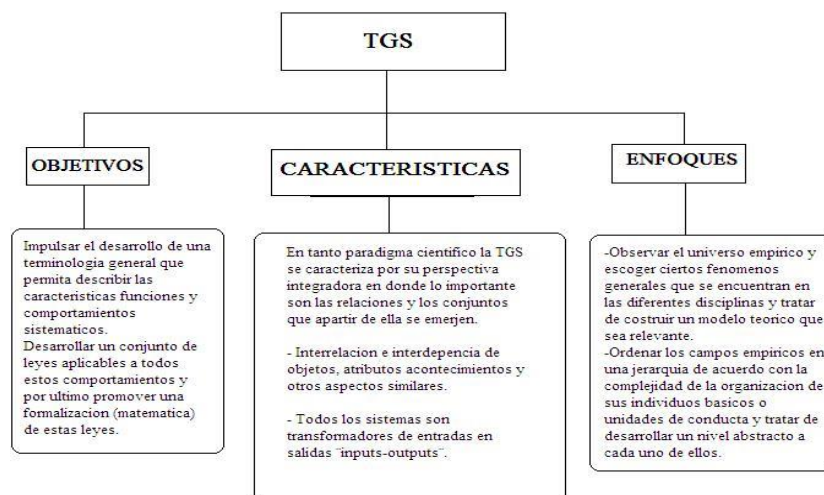 TGS
OBJETIVOS
CARACTERISTICAS
ENFOQUES
Impulsar el desarrollo de una
terminologia general que
permita describir las
caracteristicas funciones y
comportamientos
sistematicos.
Desarrollar un conjunto de
leyes aplicables a todos
estos comportamientos y
por ultimo promover una
formalizacion (matematica)
de estas leyes.
En tanto paradigma cientifico la TGS
se caracteriza por su perspectiva
integradora en donde lo importante
son las relaciones y los conjuntos
que apartir de ella se emerjen.
- Interrelacion e interdepencia de
objetos, atributos acontecimientos y
otros aspectos similares.
- Todos los sistemas son
transformadores de entradas en
salidas ¨inputs-outputs¨.
-Observar el universo empirico y
escoger ciertos fenomenos
generales que se encuentran en
las diferentes disciplinas y tratar
de costruir un modelo teorico que
sea relevante.
-Ordenar los campos empiricos en
una jerarquia de acuerdo con la
complejidad de la organizacion de
sus individuos basicos o
unidades de conducta y tratar de
desarrollar un nivel abstracto a
cada uno de ellos.